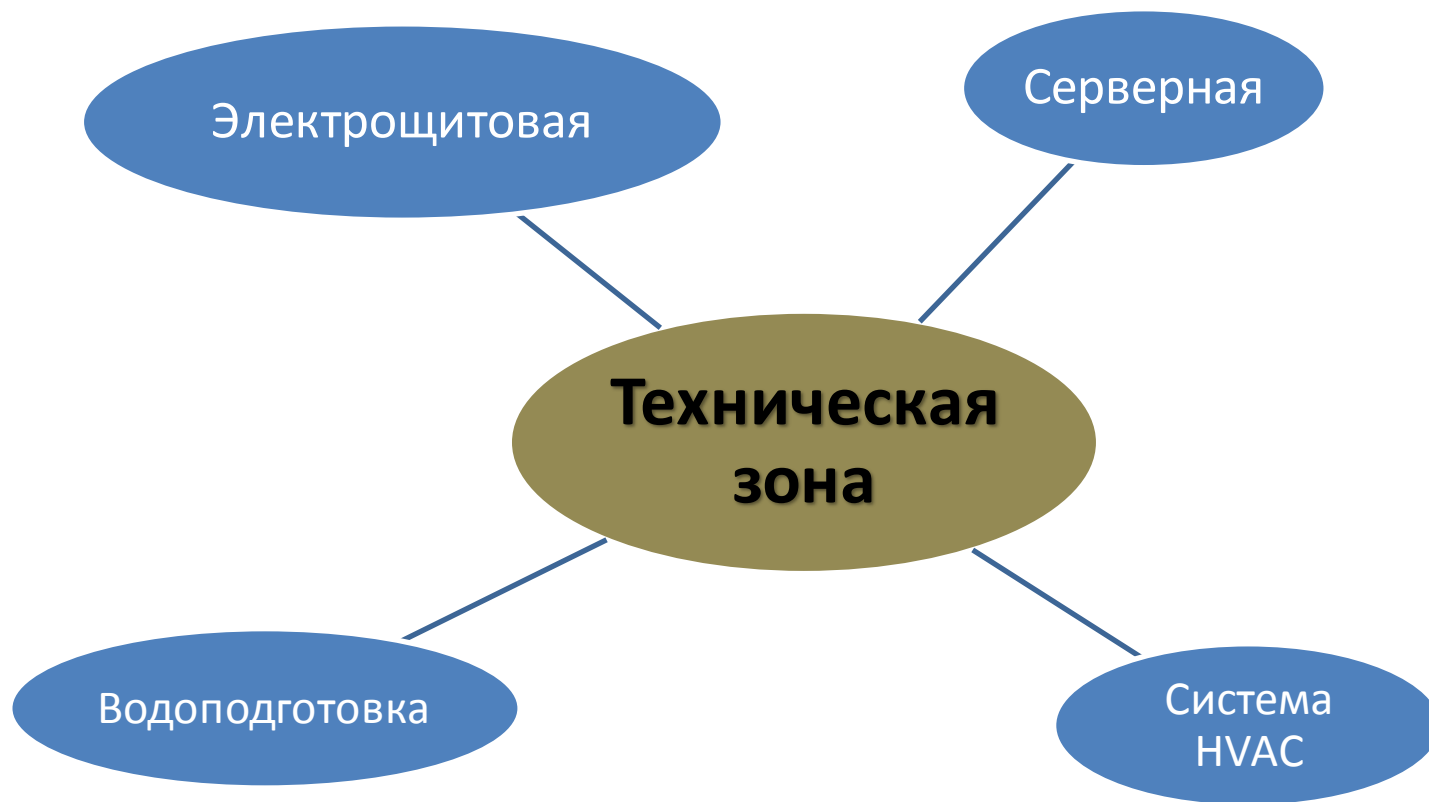 Электрощитовая
Серверная
Техническая
зона
Водоподготовка
Система
HVAC